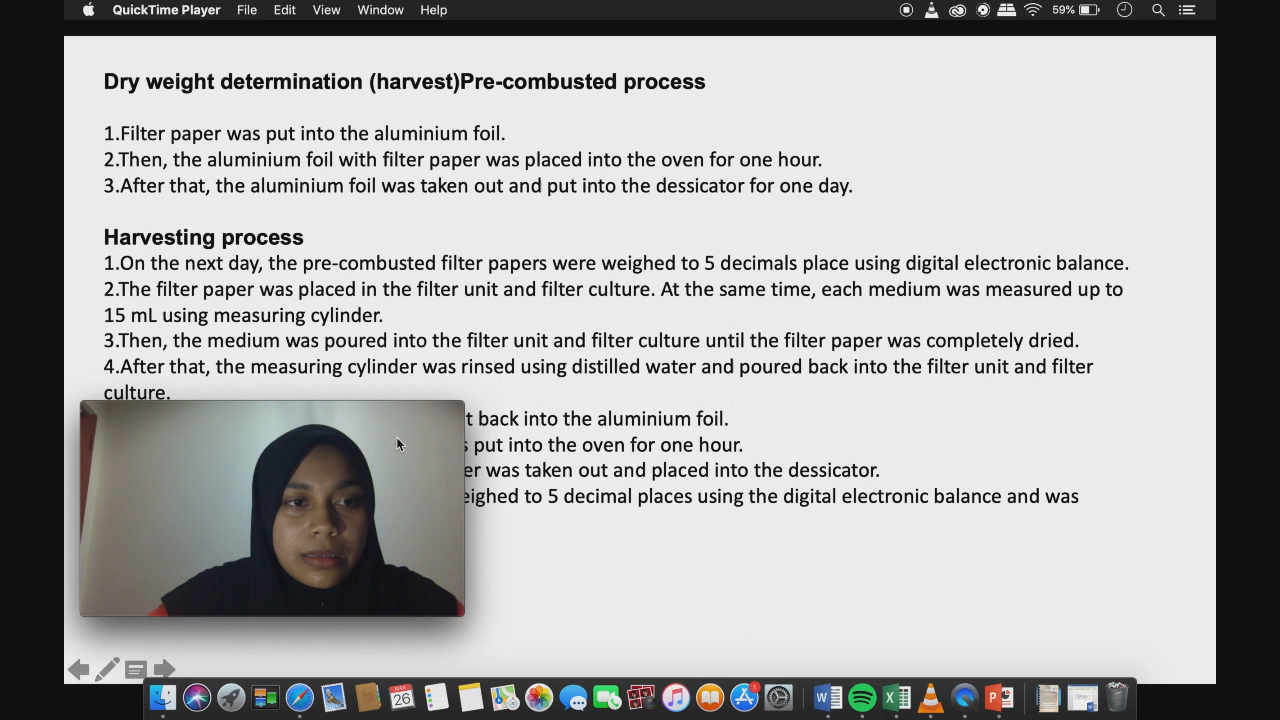 QuickTime Player File Edit View Window Help 59%
Dry weight determination (harvest)Pre-combusted process
1.Filter paper was put into the aluminium foil.
2.Then, the aluminium foil with filter paper was placed into the oven for one hour.
3.After that, the aluminium foil was taken out and put into the dessicator for one day.
Harvesting process
1.On the next day, the pre-combusted filter papers were weighed to 5 decimals place using digital electronic balance.
2.The filter paper was placed in the filter unit and filter culture. At the same time, each medium was measured up to
15 mL using measuring cylinder.
3.Then, the medium was poured into the filter unit and filter culture until the filter paper was completely dried.
4.After that, the measuring cylinder was rinsed using distilled water and poured back into the filter unit and filter
culture.
t back into the aluminium foil.
s put into the oven for one hour.
er was taken out and placed into the dessicator.
eighed to 5 decimal places using the digital electronic balance and was
MAR
26